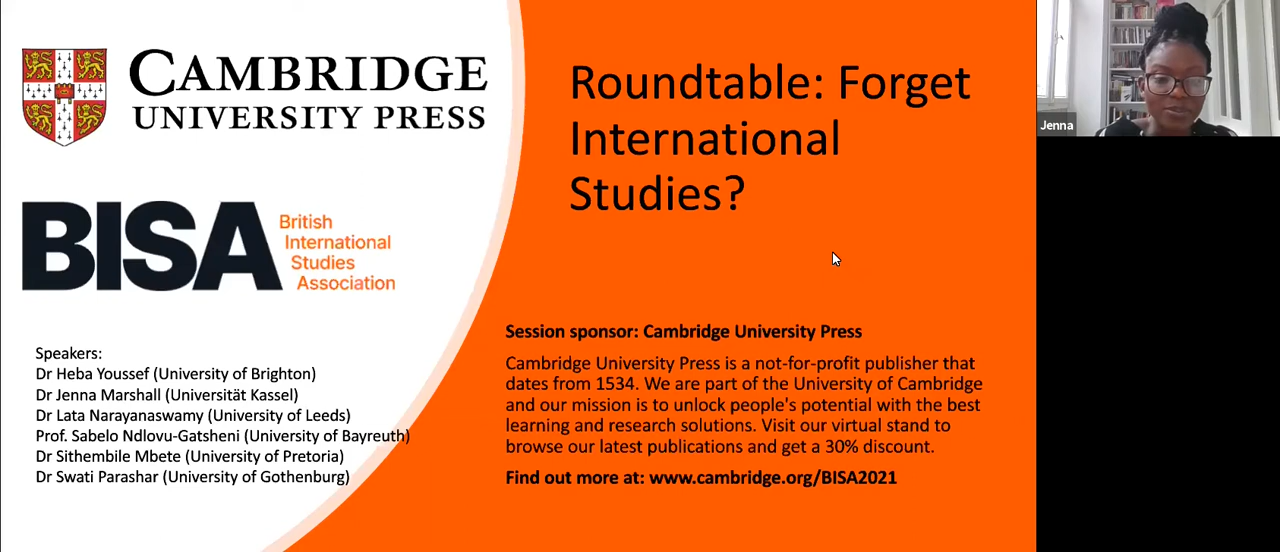 CAMBRIDGE
UNIVERSITY PRESS
BISA
British
International
Studies
Association
Speakers:
Dr Heba Youssef (University of Brighton)
Dr Jenna Marshall (Universität Kassel)
Dr Lata Narayanaswamy (University of Leeds)
Prof. Sabelo Ndlovu-Gatsheni (University of Bayreuth)
Dr Sithembile Mbete (University of Pretoria)
Dr Swati Parashar (University of Gothenburg)
Roundtable: Forget
International
Studies?
Session sponsor: Cambridge University Press
Cambridge University Press is a not-for-profit publisher that
dates from 1534. We are part of the University of Cambridge
and our mission is to unlock people's potential with the best
learning and research solutions. Visit our virtual stand to
browse our latest publications and get a 30% discount.
Find out more at: www.cambridge.org/BISA2021
Jenna